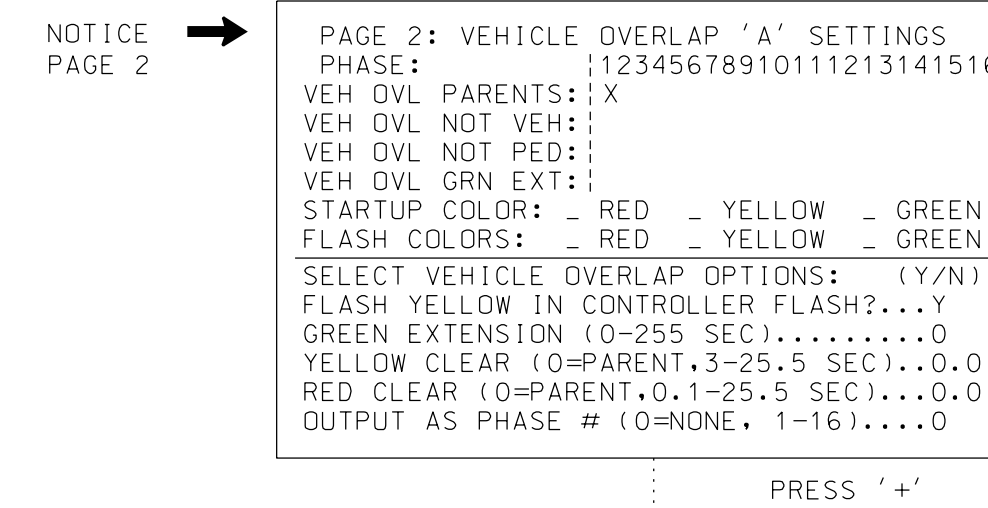 NOTICE
PAGE 2
PAGE 2: VEHICLE OVERLAP 'A' SETTINGS
PHASE: 12345678910111213141516
VEH OVL PARENTS: X
VEH OVL NOT VEH:
VEH OVL NOT PED:
VEH OVL GRN EXT:
STARTUP COLOR: _ RED _ YELLOW _ GREEN
FLASH COLORS: _ RED _ YELLOW _ GREEN
SELECT VEHICLE OVERLAP OPTIONS: (Y/N)
FLASH YELLOW IN CONTROLLER FLASH?...Y
GREEN EXTENSION (0-255 SEC).........0
YELLOW CLEAR (0=PARENT,3-25.5 SEC)..0.0
RED CLEAR (0=PARENT,0.1-25.5 SEC)...0.0
OUTPUT AS PHASE # (0=NONE, 1-16)....0
PRESS '+'